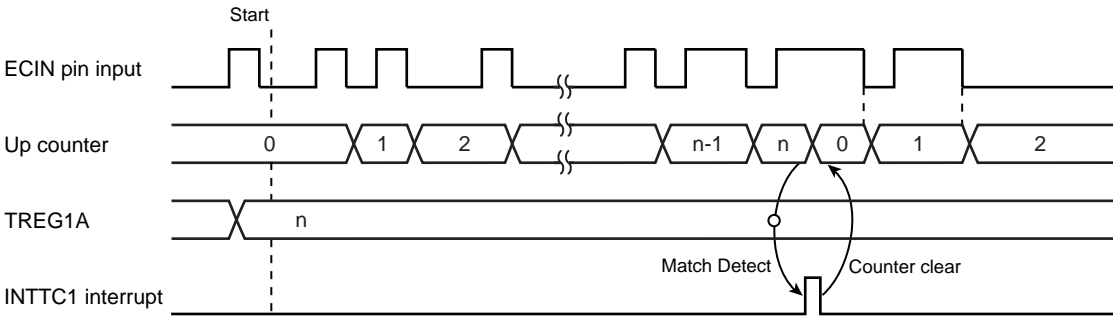 Start
ECIN pin input
Up counter 0 1 2 n-1 n 0 1 2
TREG1A n
Match Detect Counter clear
INTTC1 interrupt